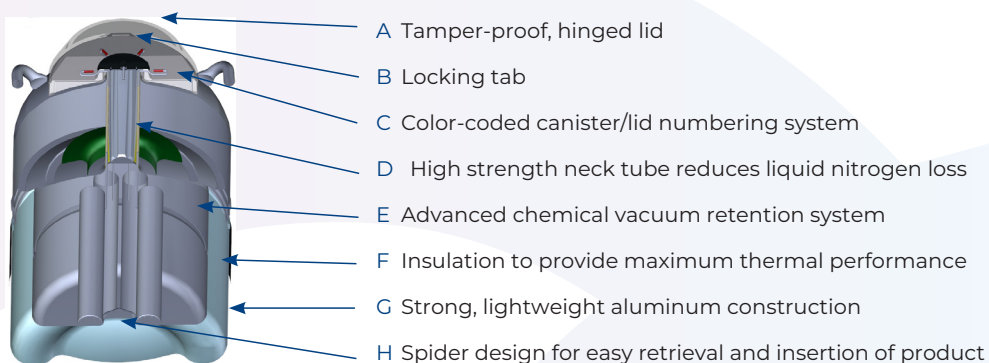 A Tamper-proof, hinged lid
B Locking tab
C Color-coded canister/lid numbering system
D High strength neck tube reduces liquid nitrogen loss
E Advanced chemical vacuum retention system
F Insulation to provide maximum thermal performance
G Strong, lightweight aluminum construction
H Spider design for easy retrieval and insertion of product